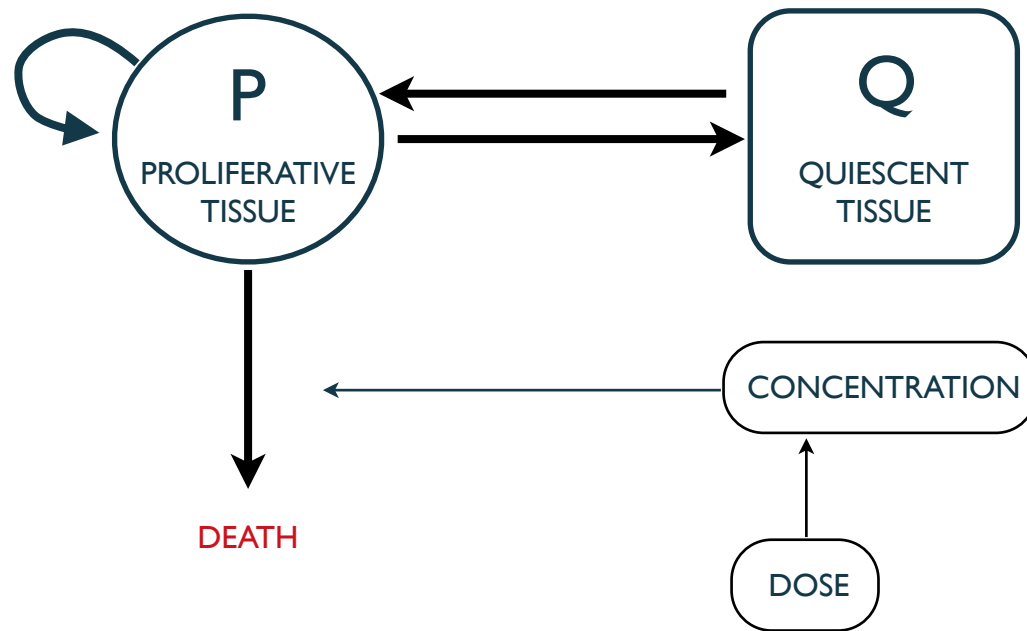 P
PROLIFERATIVE
TISSUE
Q
QUIESCENT
TISSUE
CONCENTRATION
DEATH
DOSE